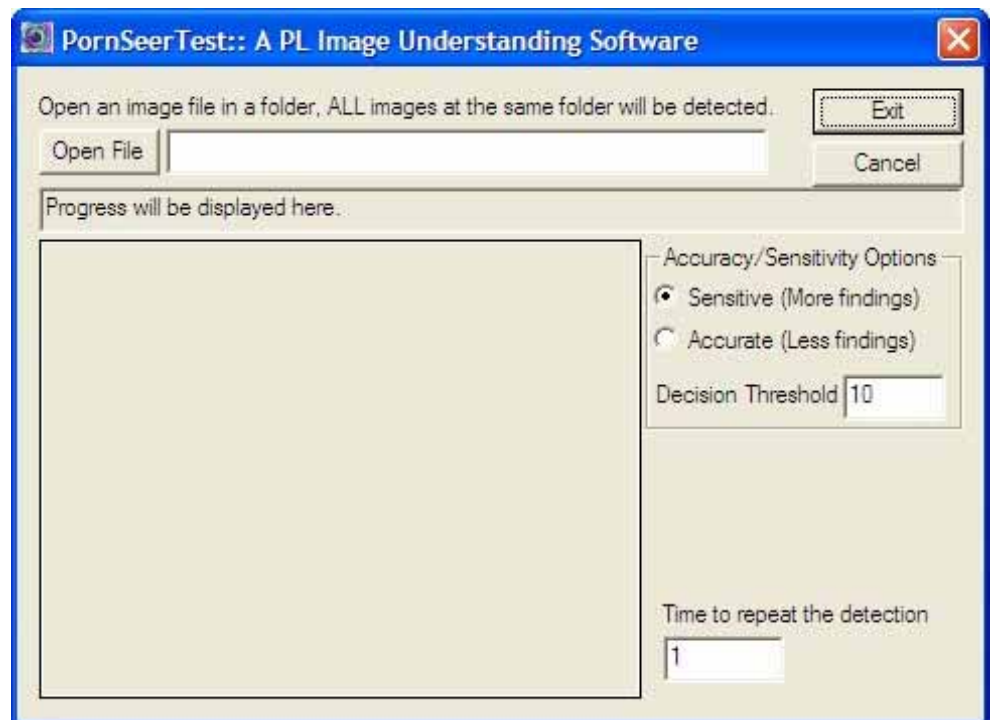 PornSeerTest:: A PL Image Understanding Software
Open an image file in a folder, ALL images at the same folder will be detected.
Exit
Open File
Cancel
Progress will be displayed here.
Accuracy/Sensitivity Options
Sensitive (More findings)
Accurate (Less findings)
Decision Threshold 10
Time to repeat the detection
1